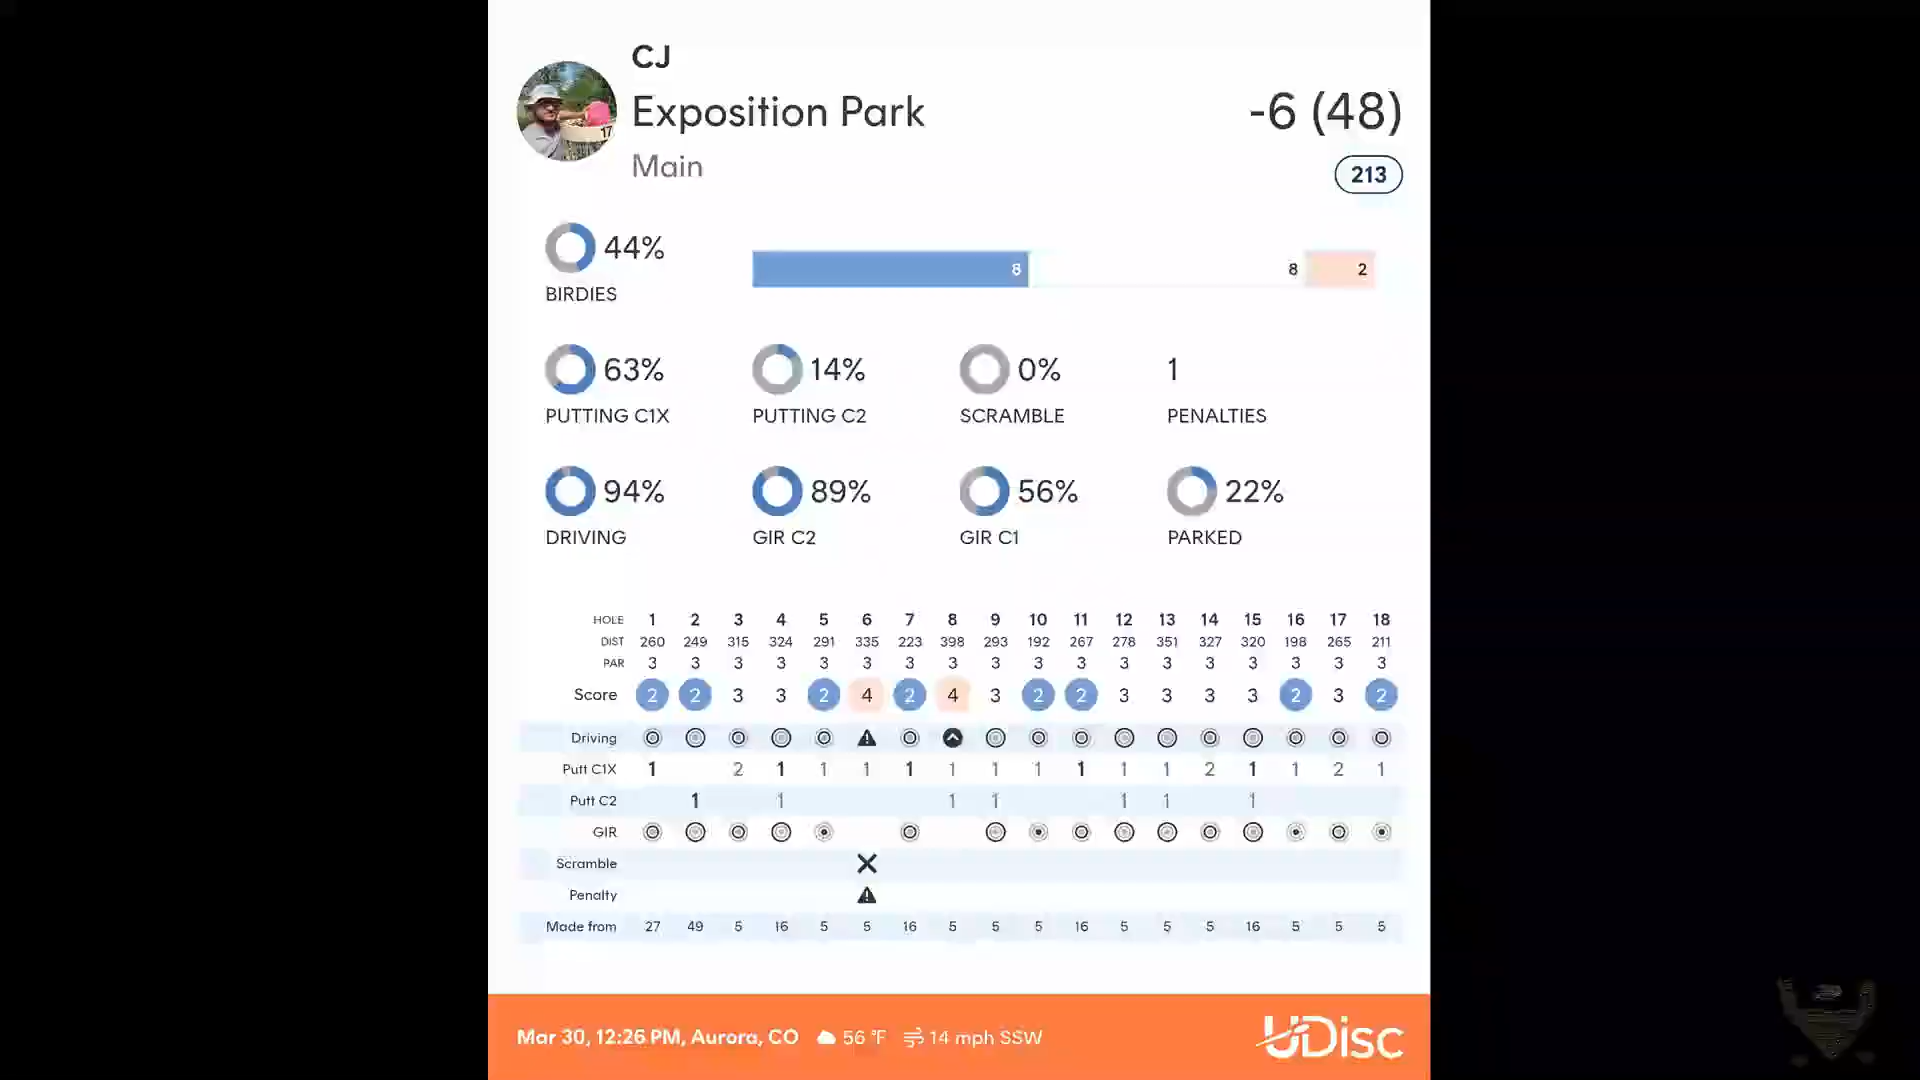 CJ
Exposition Park
-6 (48)
Main
213
44%
BIRDIES
8 8 2
63% 14% 0% 1
PUTTING C1X PUTTING C2 SCRAMBLE PENALTIES
94% 89% 56% 22%
DRIVING GIR C2 GIR C1 PARKED
HOLE 1 2 3 4 5 6 7 8 9 10 11 12 13 14 15 16 17 18
DIST 260 249 315 324 291 335 223 398 293 192 267 278 351 327 320 198 265 211
PAR 3 3 3 3 3 3 3 3 3 3 3 3 3 3 3 3 3 3
Score 2 2 3 3 2 4 2 4 3 2 2 3 3 3 3 2 3 2
Driving
Putt C1X 1 2 1 1 1 1 1 1 1 1 1 1 2 1 1 2 1
Putt C2 1 1 1 1 1 1 1
GIR
Scramble
Penalty
Made from 27 49 5 16 5 5 16 5 5 5 16 5 5 5 16 5 5 5
Mar 30, 12:26 PM, Aurora, CO 56 °F 14 mph SSW
UDisc
17